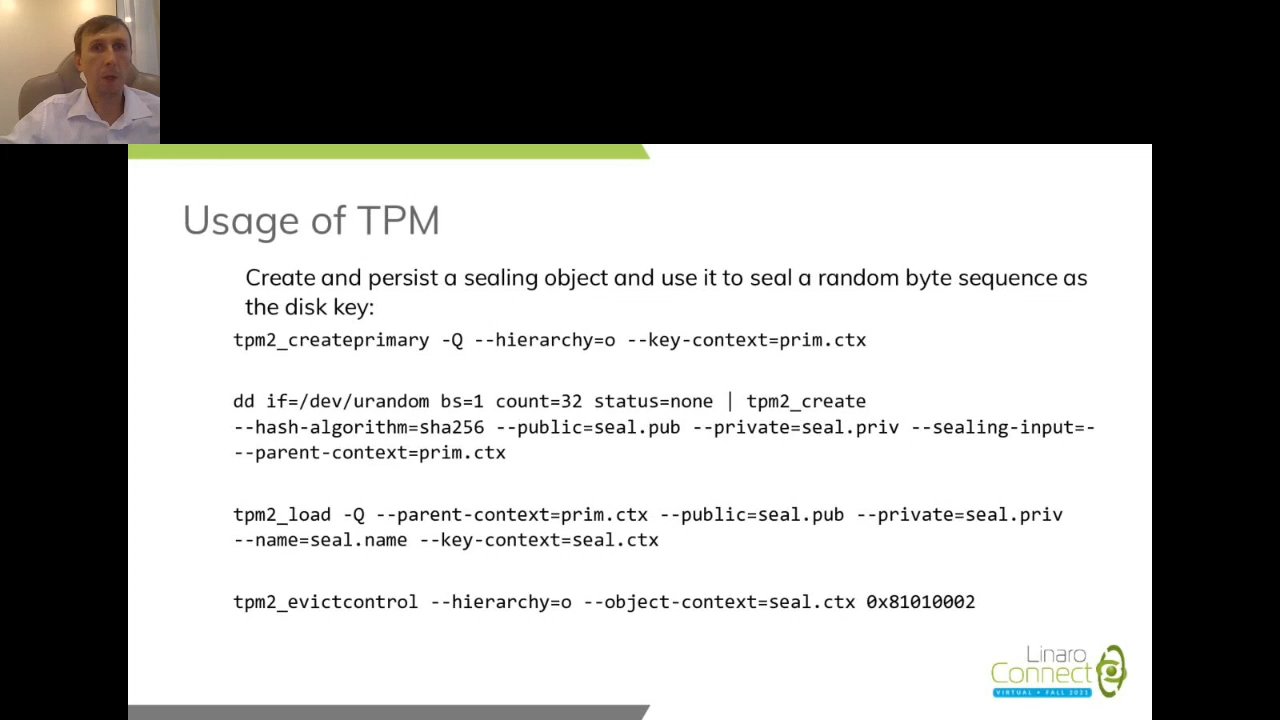 Usage of TPM
Create and persist a sealing object and use it to seal a random byte sequence as
the disk key:
tpm2_createprimary -Q --hierarchy=o --key-context=prim.ctx
dd if=/dev/urandom bs=1 count=32 status=none | tpm2_create
--hash-algorithm=sha256 --public=seal.pub --private=seal.priv --sealing-input=-
--parent-context=prim.ctx
tpm2_load -Q --parent-context=prim.ctx --public=seal.pub --private=seal.priv
--name=seal.name --key-context=seal.ctx
tpm2_evictcontrol --hierarchy=o --object-context=seal.ctx 0x81010002
Linaro
Connect
VIRTUAL • FALL 2021